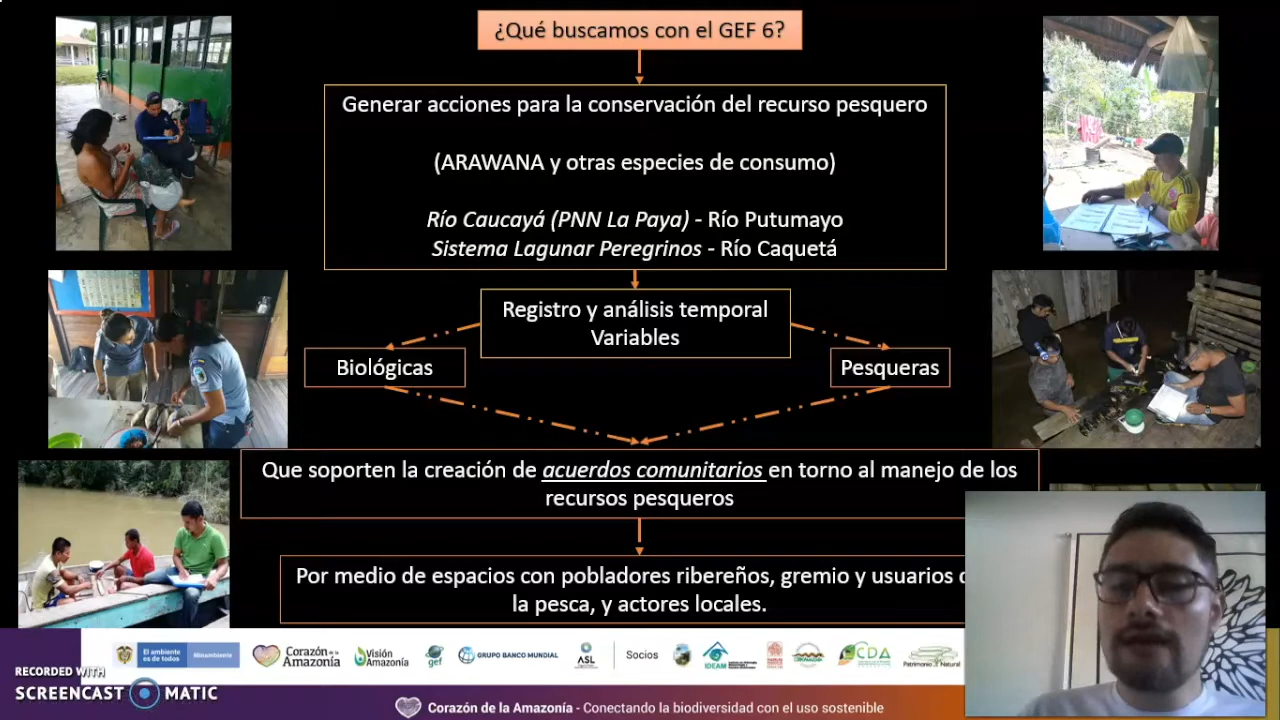 ¿Qué buscamos con el GEF 6?
Generar acciones para la conservación del recurso pesquero
(ARAWANA y otras especies de consumo)
Río Caucayá (PNN La Paya) - Río Putumayo
Sistema Lagunar Peregrinos - Río Caquetá
Registro y análisis temporal
Variables
Biológicas
Pesqueras
Que soporten la creación de acuerdos comunitarios en torno al manejo de los
recursos pesqueros
Por medio de espacios con pobladores ribereños, gremio y usuarios
la pesca, y actores locales.
El ambiente
es de todos
Minambiente
Corazón de la
Amazonía
Visión
Amazonía
gef
GRUPO BANCO MUNDIAL
ASL
Socios
IDEAM
CDA
Patrimonio Natural
RECORDED WITH
SCREENCAST MATIC
Corazón de la Amazonía - Conectando la biodiversidad con el uso sostenible